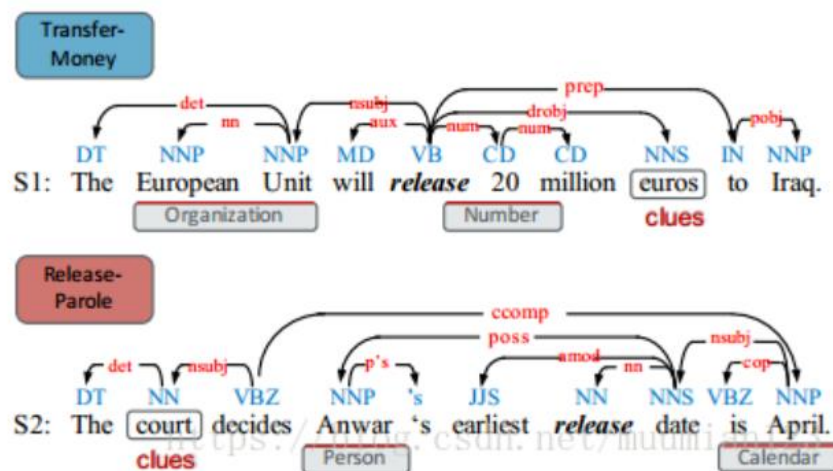 Transfer-
Money
prep
det nsubj drobj
nn aux num num pobj
DT NNP NNP MD VB CD CD NNS IN NNP
S1: The European Unit will release 20 million euros to Iraq.
Organization Number clues
Release-
Parole
ccomp
poss
det nsubj p's amod nn nsubj cop
DT NN VBZ NNP 's JJS NN NNS VBZ NNP
S2: The court decides Anwar 's earliest release date is April.
clues Person Calendar